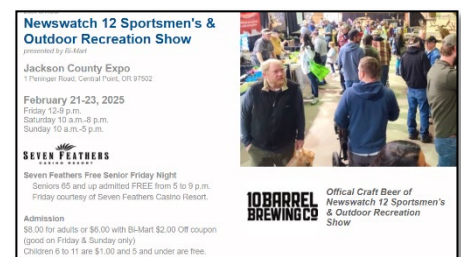 Newswatch 12 Sportsmen's &
Outdoor Recreation Show
presented by Bi-Mart
Jackson County Expo
1 Peninger Road, Central Point, OR 97502
February 21-23, 2025
Friday 12-9 p.m.
Saturday 10 a.m.-8 p.m.
Sunday 10 a.m.-5 p.m.
SEVEN FEATHERS
CASINO RESORT
Seven Feathers Free Senior Friday Night
Seniors 65 and up admitted FREE from 5 to 9 p.m.
Friday courtesy of Seven Feathers Casino Resort.
Admission
$8.00 for adults or $6.00 with Bi-Mart $2.00 Off coupon
(good on Friday & Sunday only)
Children 6 to 11 are $1.00 and 5 and under are free.
10 BARREL
BREWING CO
Offical Craft Beer of
Newswatch 12 Sportsmen's
& Outdoor Recreation
Show